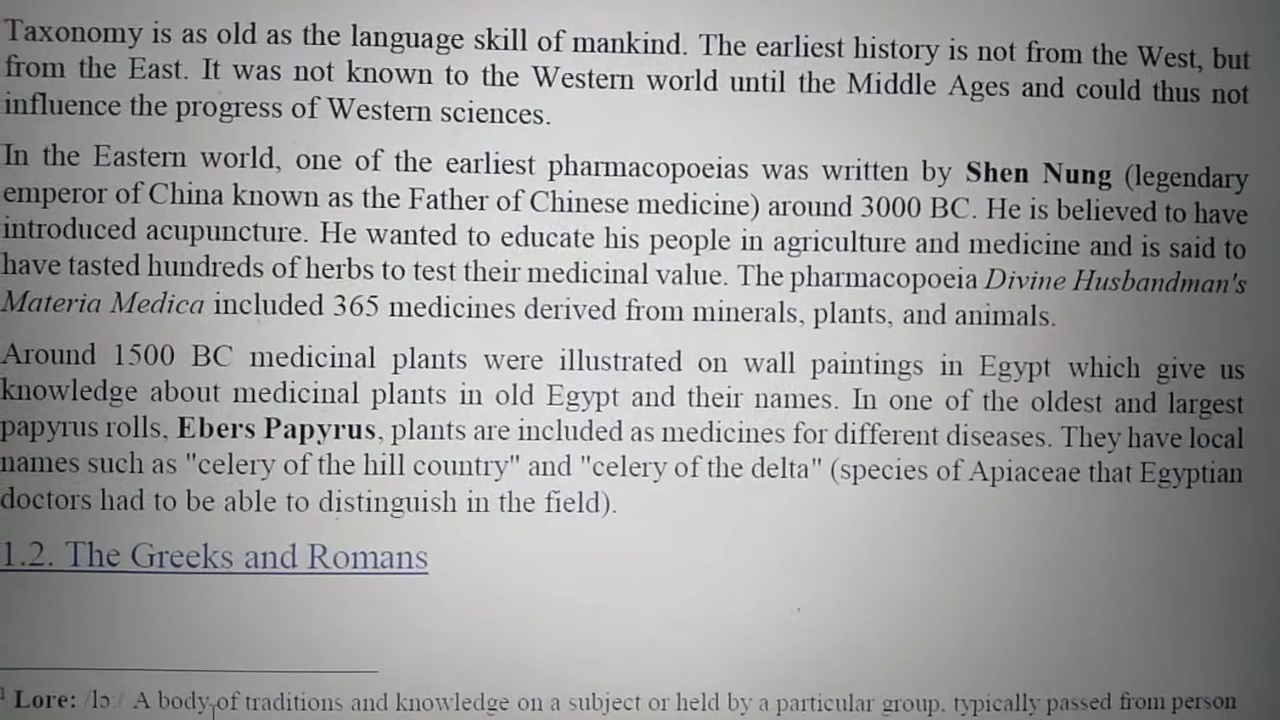 Taxonomy is as old as the language skill of mankind. The earliest history is not from the West, but
from the East. It was not known to the Western world until the Middle Ages and could thus not
influence the progress of Western sciences.
In the Eastern world, one of the earliest pharmacopoeias was written by Shen Nung (legendary
emperor of China known as the Father of Chinese medicine) around 3000 BC. He is believed to have
introduced acupuncture. He wanted to educate his people in agriculture and medicine and is said to
have tasted hundreds of herbs to test their medicinal value. The pharmacopoeia Divine Husbandman's
Materia Medica included 365 medicines derived from minerals, plants, and animals.
Around 1500 BC medicinal plants were illustrated on wall paintings in Egypt which give us
knowledge about medicinal plants in old Egypt and their names. In one of the oldest and largest
papyrus rolls, Ebers Papyrus, plants are included as medicines for different diseases. They have local
names such as "celery of the hill country" and "celery of the delta" (species of Apiaceae that Egyptian
doctors had to be able to distinguish in the field).
1.2. The Greeks and Romans
1 Lore: /lɔː/ A body of traditions and knowledge on a subject or held by a particular group, typically passed from person